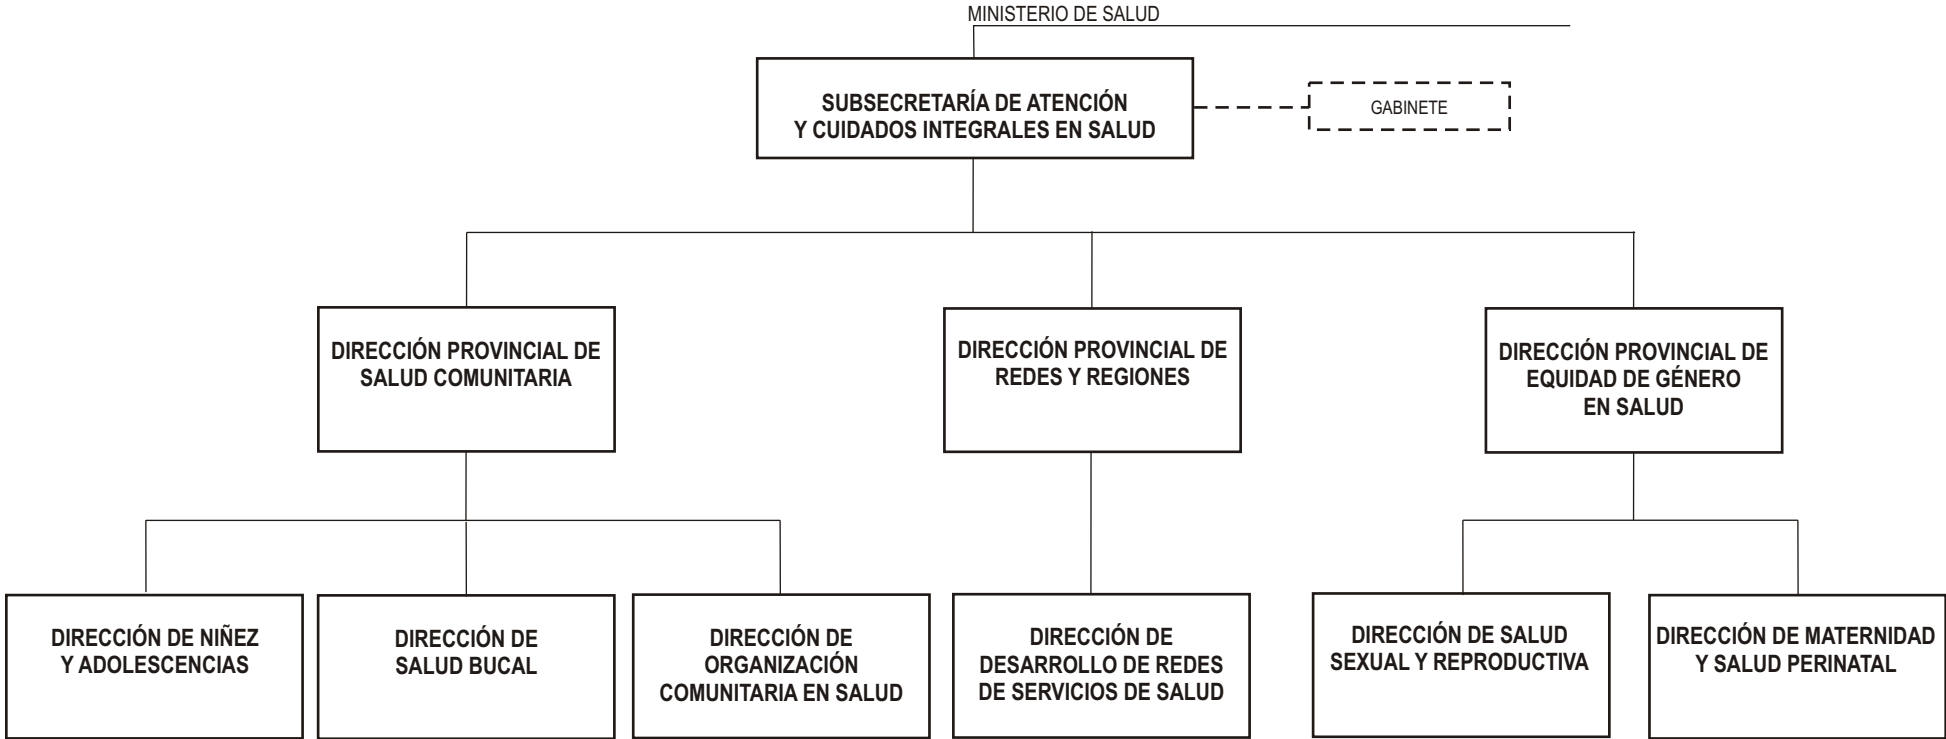 MINISTERIO DE SALUD
SUBSECRETARÍA DE ATENCIÓN
Y CUIDADOS INTEGRALES EN SALUD
GABINETE
DIRECCIÓN PROVINCIAL DE
SALUD COMUNITARIA
DIRECCIÓN PROVINCIAL DE
REDES Y REGIONES
DIRECCIÓN PROVINCIAL DE
EQUIDAD DE GÉNERO
EN SALUD
DIRECCIÓN DE NIÑEZ
Y ADOLESCENCIAS
DIRECCIÓN DE
SALUD BUCAL
DIRECCIÓN DE
ORGANIZACIÓN
COMUNITARIA EN SALUD
DIRECCIÓN DE
DESARROLLO DE REDES
DE SERVICIOS DE SALUD
DIRECCIÓN DE SALUD
SEXUAL Y REPRODUCTIVA
DIRECCIÓN DE MATERNIDAD
Y SALUD PERINATAL